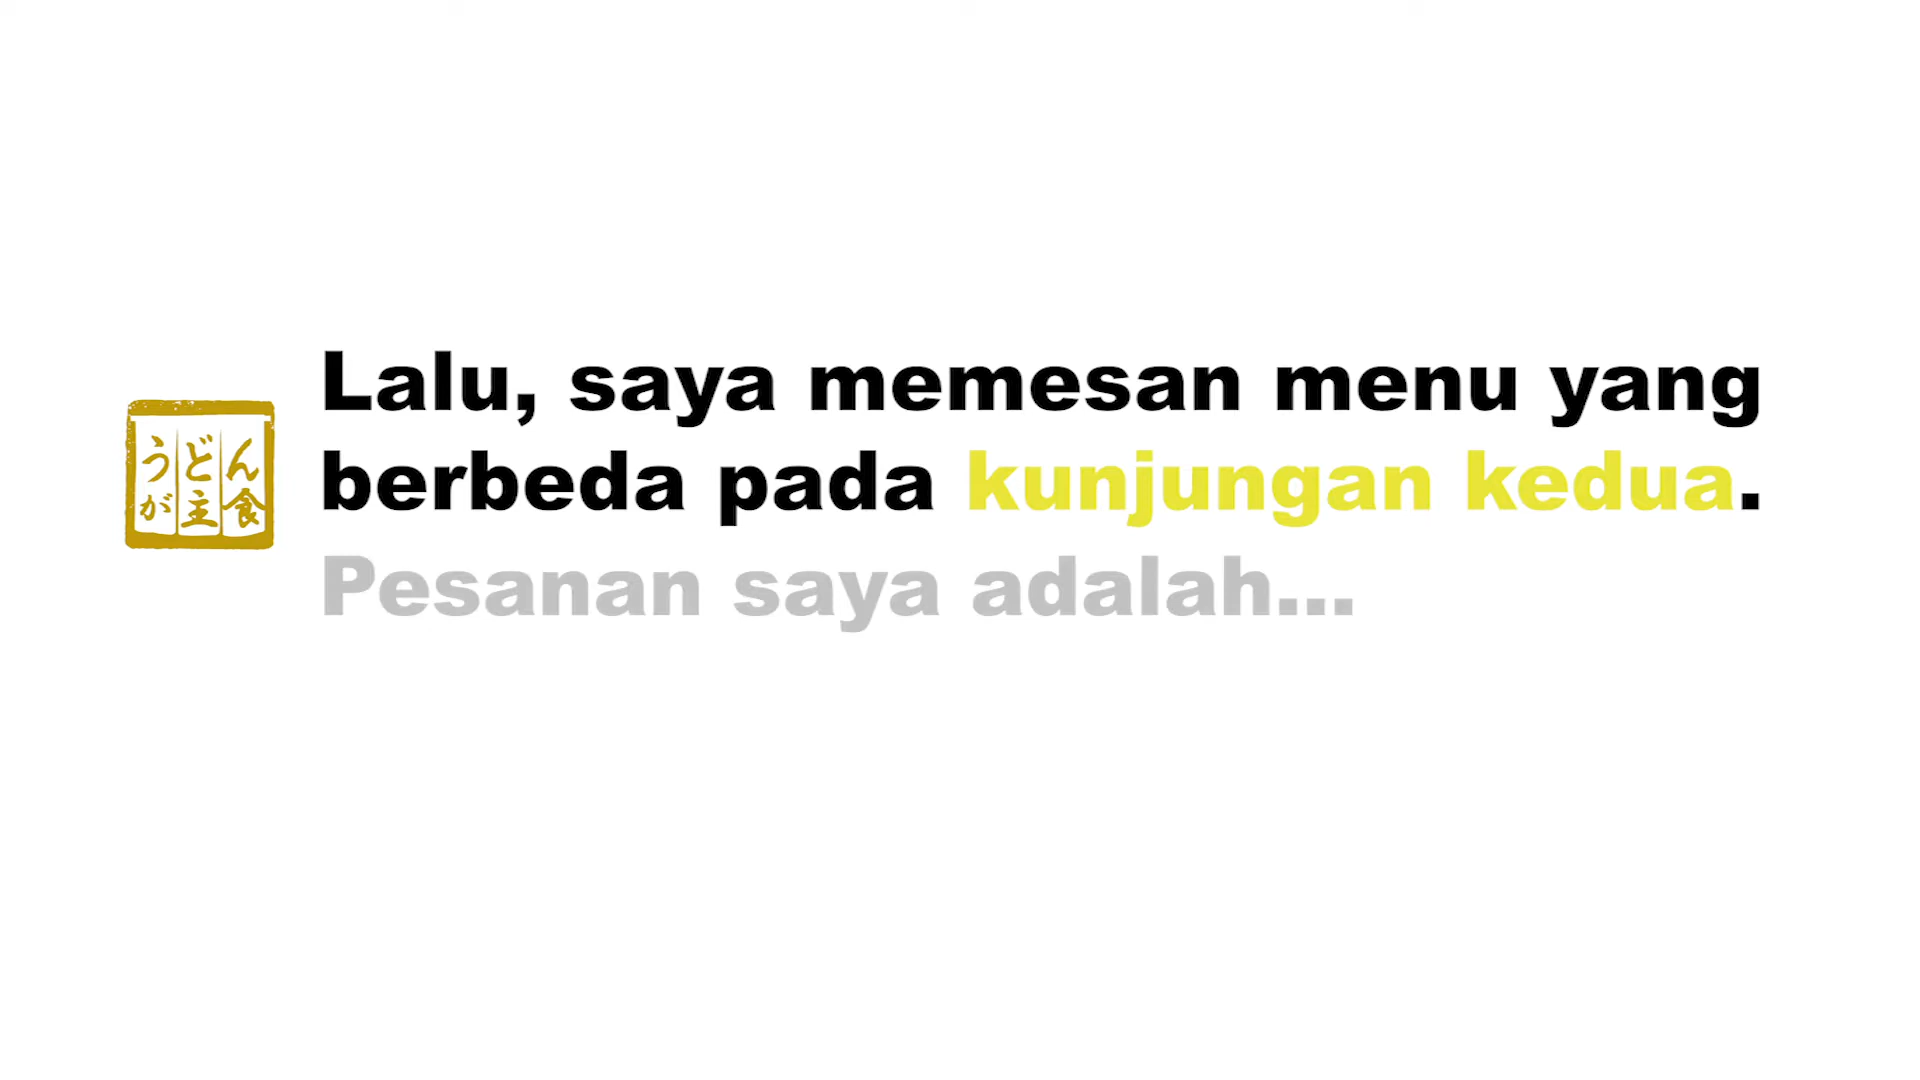 うどん
が主食
Lalu, saya memesan menu yang
berbeda pada kunjungan kedua.
Pesanan saya adalah...